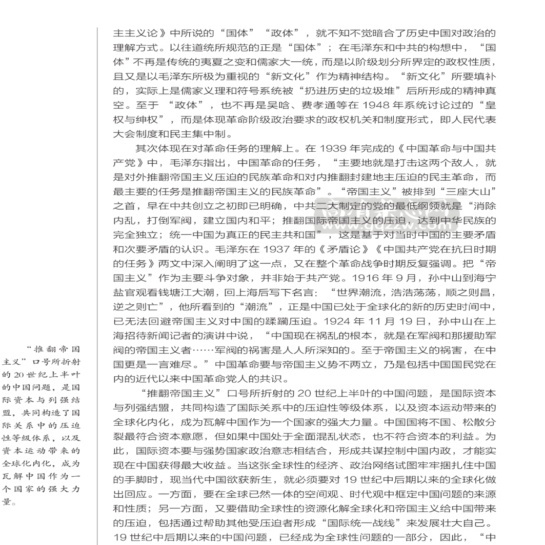 主主义论》中所说的“国体”“政体”，就不知不觉暗合了历史中国对政治的
理解方式。以往道统所规范的正是“国体”；在毛泽东和中共的构想中，“国
体”不再是传统的夷夏之变和儒家大一统，而是以阶级划分所界定的政权性质，
且又是以毛泽东所极为重视的“新文化”作为精神结构。“新文化”所要填补
的，实际上是儒家义理和符号系统被“扔进历史的垃圾堆”后所形成的精神真
空。至于“政体”，也不再是吴晗、费孝通等在 1948 年系统讨论过的“皇
权与绅权”，而是体现革命阶级政治要求的政权机关和制度形式，即人民代表
大会制度和民主集中制。
其次体现在对革命任务的理解上。在 1939 年完成的《中国革命与中国共
产党》中，毛泽东指出，中国革命的任务，“主要地就是打击这两个敌人，就
是对外推翻帝国主义压迫的民族革命和对内推翻封建地主压迫的民主革命，而
最主要的任务是推翻帝国主义的民族革命”。“帝国主义”被排到“三座大山”
之首，早在中共创立之初即已明确，中共二大制定的党的最低纲领就是“消除
内乱，打倒军阀，建立国内和平；推翻国际帝国主义的压迫，达到中华民族的
完全独立；统一中国为真正的民主共和国”，这是基于对当时中国的主要矛盾
和次要矛盾的认识。毛泽东在 1937 年的《矛盾论》《中国共产党在抗日时期
的任务》两文中深入阐明了这一点，又在整个革命战争时期反复强调。把“帝
国主义”作为主要斗争对象，并非始于共产党。1916 年 9 月，孙中山到海宁
盐官观看钱塘江大潮，回上海后写下名言：“世界潮流，浩浩荡荡，顺之则昌，
逆之则亡”，他所看到的“潮流”，正是中国已处于全球化的新的历史时间中，
已无法回避帝国主义对中国的蹂躏压迫。1924 年 11 月 19 日，孙中山在上
海招待新闻记者的演讲中说，“中国现在祸乱的根本，就是在军阀和那援助军
阀的帝国主义者……军阀的祸害是人人所深知的。至于帝国主义的祸害，在中
国更是一言难尽。”中国革命要与帝国主义势不两立，乃是包括中国国民党在
内的近代以来中国革命党人的共识。
“推翻帝国主义”口号所折射的 20 世纪上半叶的中国问题，是国际资本
与列强结盟，共同构造了国际关系中的压迫性等级体系，以及资本运动带来的
全球化内化，成为瓦解中国作为一个国家的强大力量。中国国将不国、松散分
裂最符合资本意愿，但如果中国处于全面混乱状态，也不符合资本的利益。为
此，国际资本要与强势国家政治意志相结合，形成共谋控制中国内政，才能实
现在中国获得最大收益。当这张全球性的经济、政治网络试图牢牢捆扎住中国
的手脚时，现当代中国欲获新生，就必须要对 19 世纪中后期以来的全球化做
出回应。一方面，要在全球已然一体的空间观、时代观中框定中国问题的来源
和性质；另一方面，又要借助全球性的资源化解全球化和帝国主义给中国带来
的压迫，包括通过帮助其他受压迫者形成“国际统一战线”来发展壮大自己。
19 世纪中后期以来的中国问题，已经成为全球性问题的一部分，因此，“中
“推翻帝国
主义”口号所折射
的 20 世纪上半叶
的中国问题，是国
际资本与列强结
盟，共同构造了国
际关系中的压迫
性等级体系，以及
资本运动带来的
全球化内化，成为
瓦解中国作为一
个国家的强大力
量。